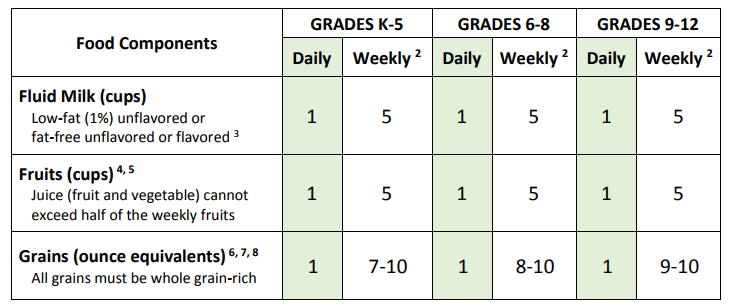 Food Components GRADES K-5 GRADES 6-8 GRADES 9-12
Daily Weekly 2 Daily Weekly 2 Daily Weekly 2
Fluid Milk (cups)
Low-fat (1%) unflavored or
fat-free unflavored or flavored 3
1 5 1 5 1 5
Fruits (cups) 4, 5
Juice (fruit and vegetable) cannot
exceed half of the weekly fruits
1 5 1 5 1 5
Grains (ounce equivalents) 6, 7, 8
All grains must be whole grain-rich
1 7-10 1 8-10 1 9-10